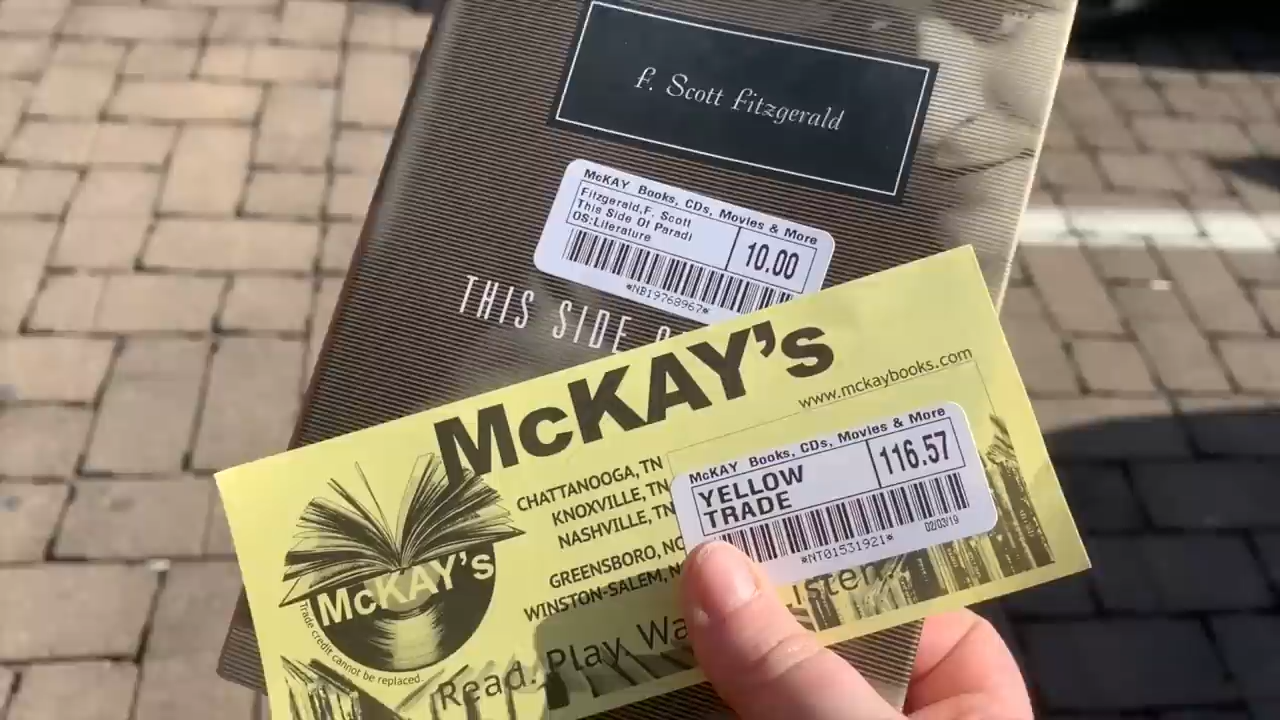 F. Scott Fitzgerald
McKAY Books, CDs, Movies & More
Fitzgerald,F. Scott
This Side Of Paradi
OS:Literature
10.00
*NB19768967*
THIS SIDE
McKAY's
www.mckaybooks.com
CHATTANOOGA, TN
KNOXVILLE, TN
NASHVILLE, TN
GREENSBORO, NC
WINSTON-SALEM, N
McKAY Books, CDs, Movies & More
YELLOW
TRADE
116.57
02/03/19
*NT01531921*
McKAY's
Trade credit cannot be replaced.
Read. Play. Wa isten.